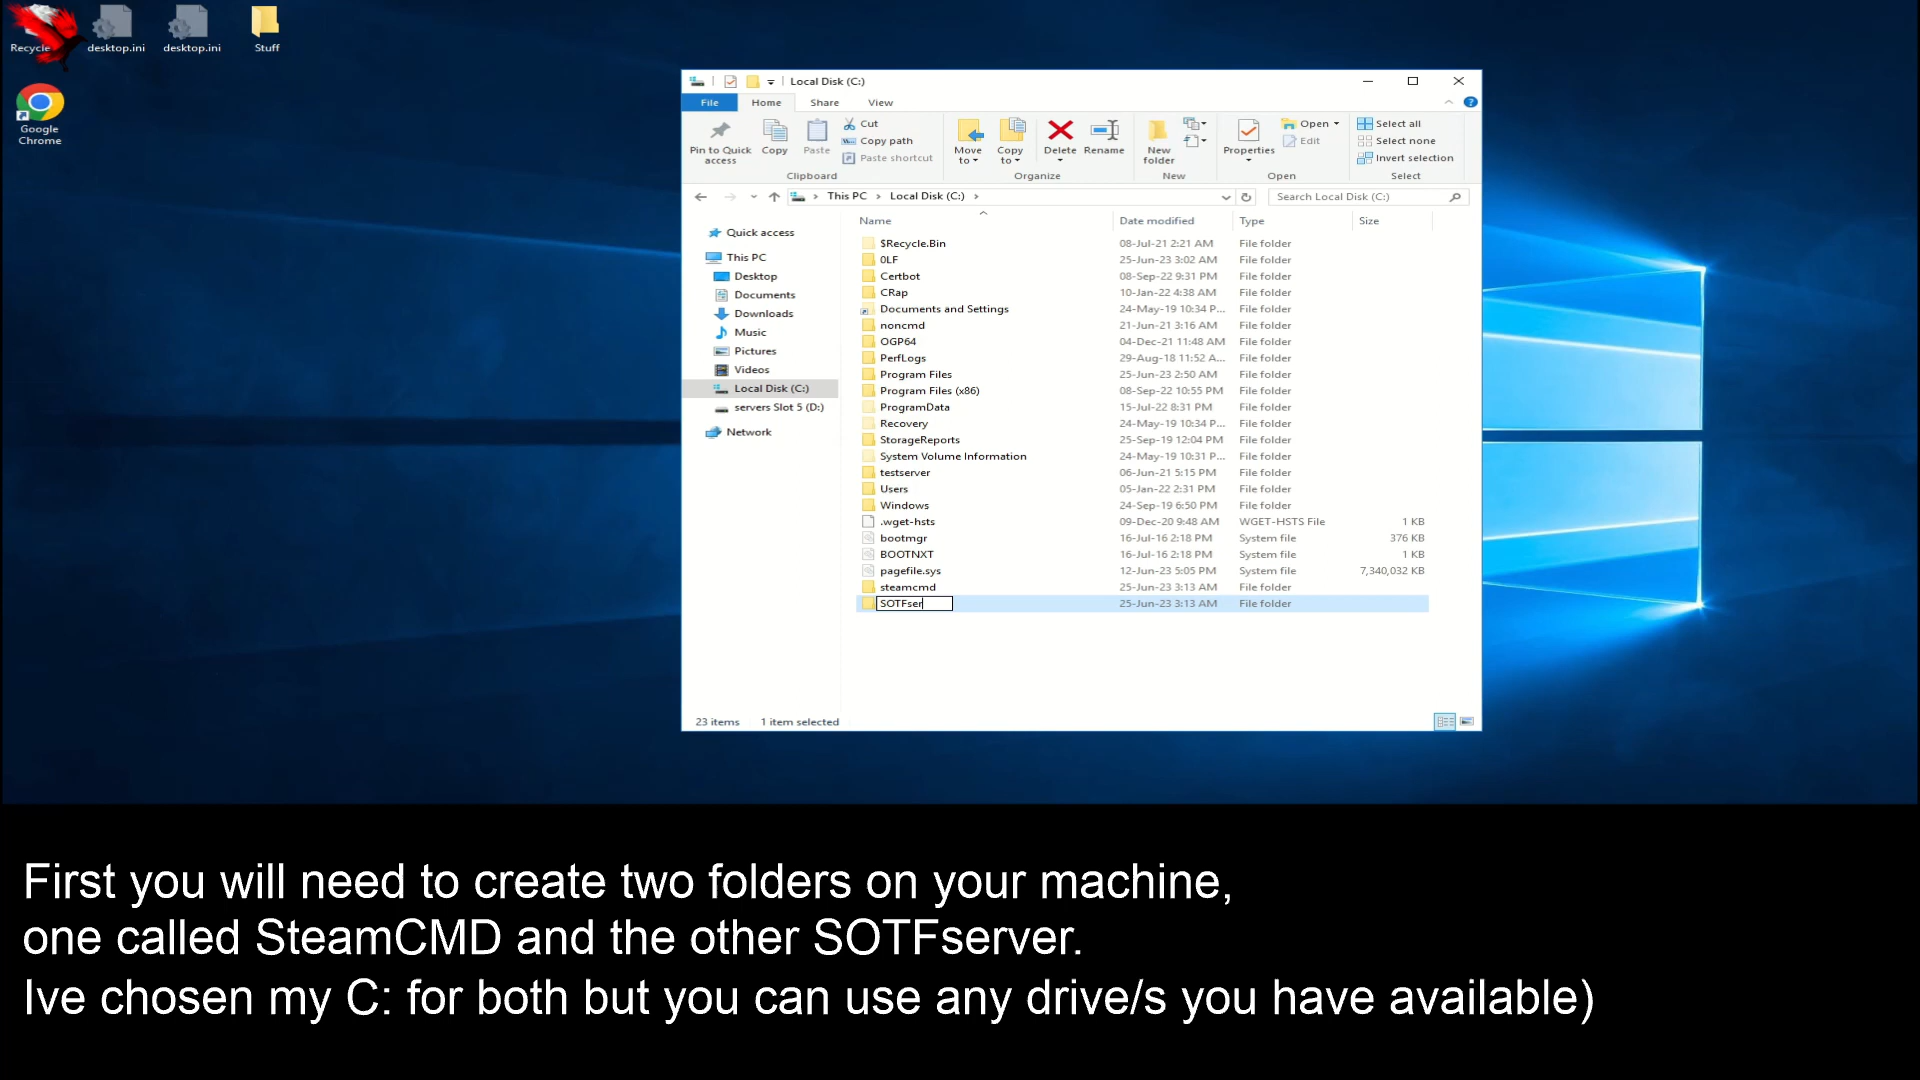 Recycle
desktop.ini
desktop.ini
Stuff
Google
Chrome
Local Disk (C:)
File
Home
Share
View
Pin to Quick
access
Copy
Paste
Cut
Copy path
Paste shortcut
Clipboard
Move
to
Copy
to
Delete
Rename
Organize
New
folder
New
Properties
Open
Edit
Open
Select all
Select none
Invert selection
Select
This PC > Local Disk (C:) >
Search Local Disk (C:)
Quick access
This PC
Desktop
Documents
Downloads
Music
Pictures
Videos
Local Disk (C:)
servers Slot 5 (D:)
Network
Name Date modified Type Size
$Recycle.Bin 08-Jul-21 2:21 AM File folder
0LF 25-Jun-23 3:02 AM File folder
Certbot 08-Sep-22 9:31 PM File folder
CRap 10-Jan-22 4:38 AM File folder
Documents and Settings 24-May-19 10:34 P... File folder
noncmd 21-Jun-21 3:16 AM File folder
OGP64 04-Dec-21 11:48 AM File folder
PerfLogs 29-Aug-18 11:52 A... File folder
Program Files 25-Jun-23 2:50 AM File folder
Program Files (x86) 08-Sep-22 10:55 PM File folder
ProgramData 15-Jul-22 8:31 PM File folder
Recovery 24-May-19 10:34 P... File folder
StorageReports 25-Sep-19 12:04 PM File folder
System Volume Information 24-May-19 10:31 P... File folder
testserver 06-Jun-21 5:15 PM File folder
Users 05-Jan-22 2:31 PM File folder
Windows 24-Sep-19 6:50 PM File folder
.wget-hsts 09-Dec-20 9:48 AM WGET-HSTS File 1 KB
bootmgr 16-Jul-16 2:18 PM System file 376 KB
BOOTNXT 16-Jul-16 2:18 PM System file 1 KB
pagefile.sys 12-Jun-23 5:05 PM System file 7,340,032 KB
steamcmd 25-Jun-23 3:13 AM File folder
SOTFser 25-Jun-23 3:13 AM File folder
23 items 1 item selected
First you will need to create two folders on your machine,
one called SteamCMD and the other SOTFserver.
Ive chosen my C: for both but you can use any drive/s you have available)